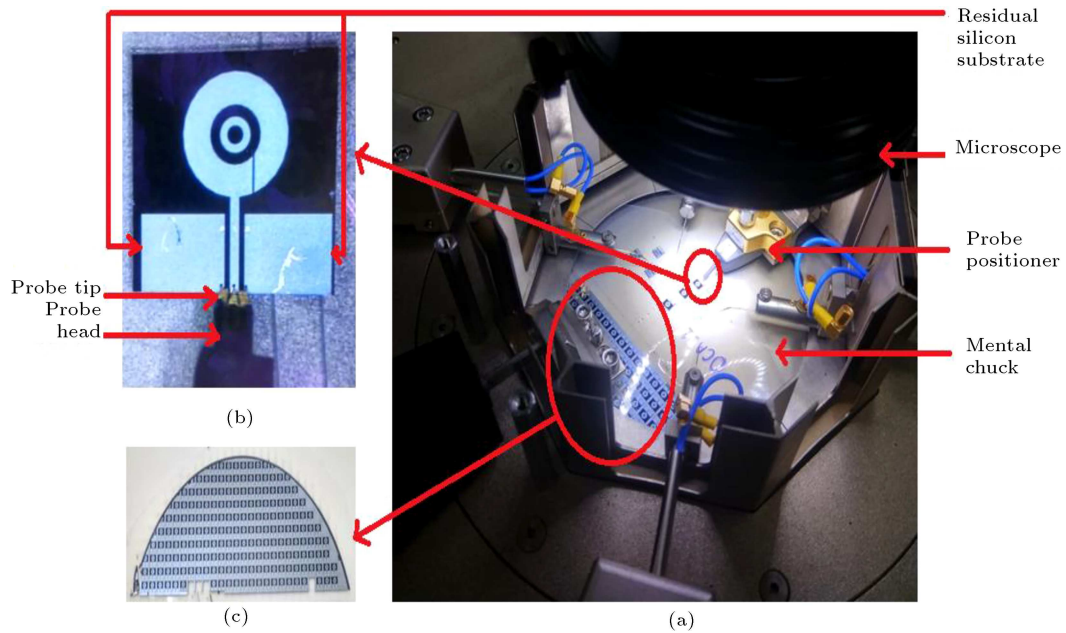 (b)
Probe tip
Probe
head
(c)
(a)
Residual
silicon
substrate
Microscope
Probe
positioner
Mental
chuck